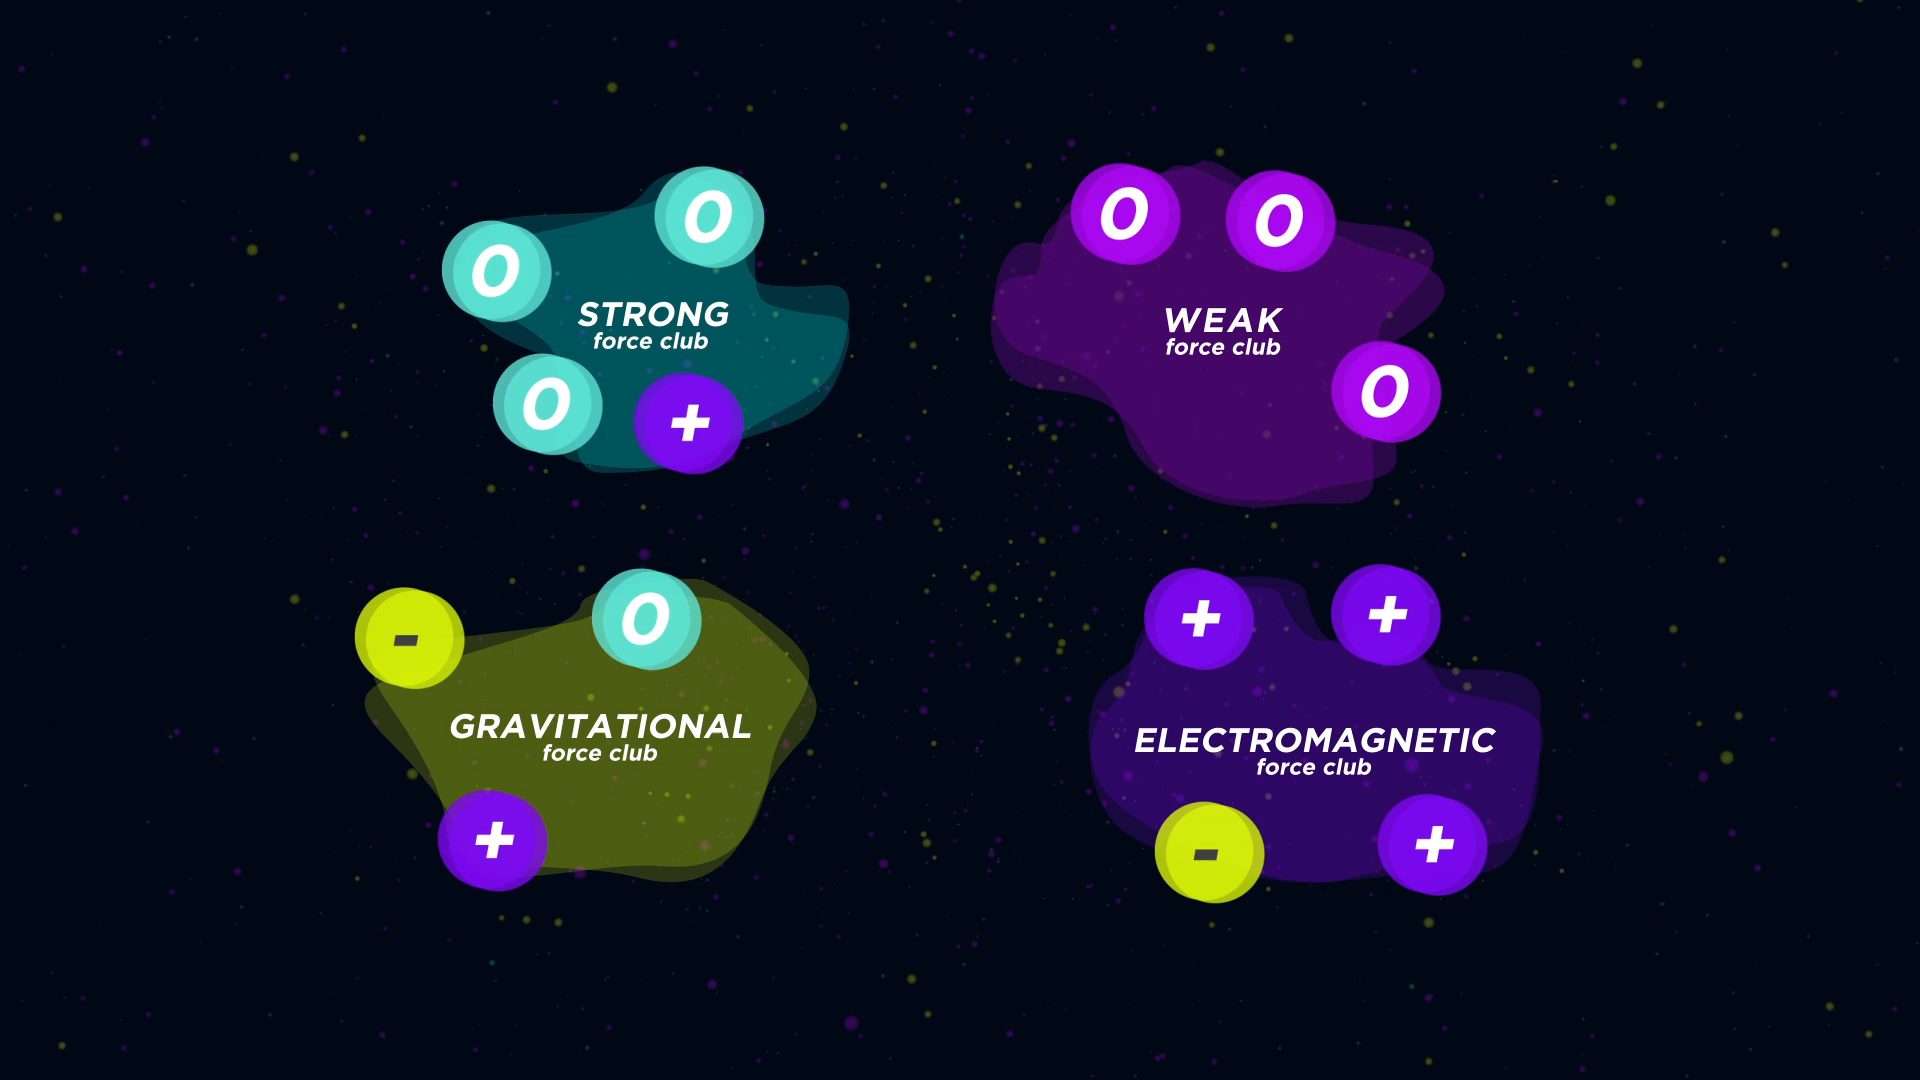 O
O
STRONG
force club
O
+
O
O
WEAK
force club
O
-
O
GRAVITATIONAL
force club
+
+
+
ELECTROMAGNETIC
force club
-
+